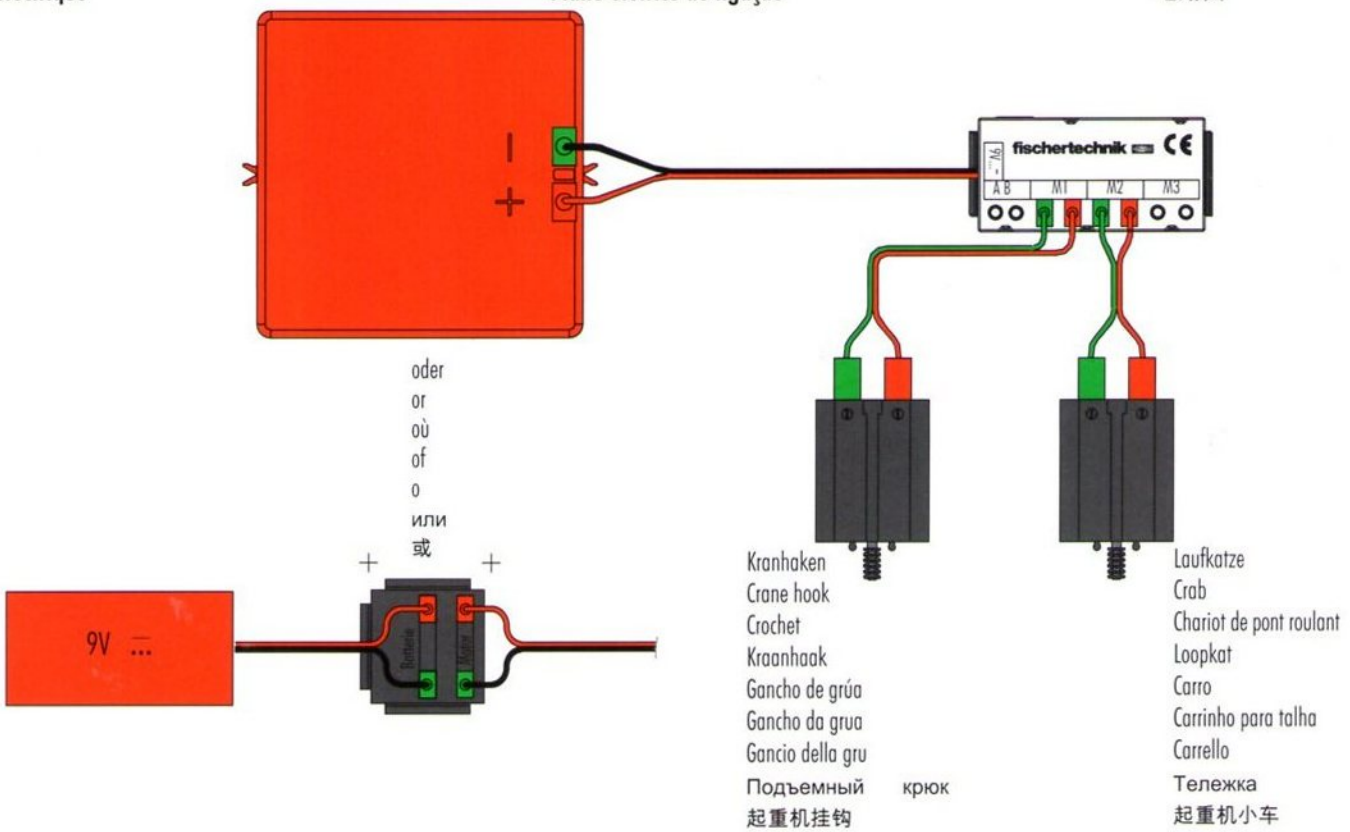 −
+
9V ⎓
fischertechnik CE
A B M1 M2 M3
oder
or
où
of
o
или
或
+ +
9V ⎓
Batterie
Motor
Kranhaken
Crane hook
Crochet
Kraanhaak
Gancho de grúa
Gancho da grua
Gancio della gru
Подъемный крюк
起重机挂钩
Laufkatze
Crab
Chariot de pont roulant
Loopkat
Carro
Carrinho para talha
Carrello
Тележка
起重机小车